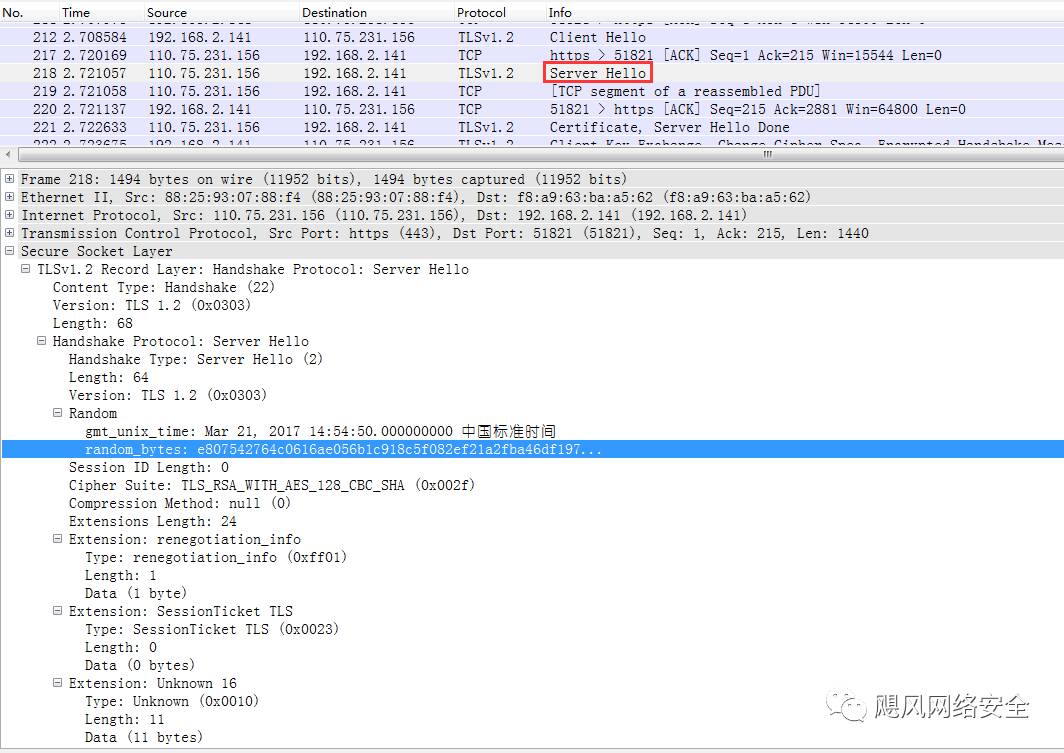 No. Time Source Destination Protocol Info
212 2.708584 192.168.2.141 110.75.231.156 TLSv1.2 Client Hello
217 2.720169 110.75.231.156 192.168.2.141 TCP https > 51821 [ACK] Seq=1 Ack=215 Win=15544 Len=0
218 2.721057 110.75.231.156 192.168.2.141 TLSv1.2 Server Hello
219 2.721058 110.75.231.156 192.168.2.141 TCP [TCP segment of a reassembled PDU]
220 2.721137 192.168.2.141 110.75.231.156 TCP 51821 > https [ACK] Seq=215 Ack=2881 Win=64800 Len=0
221 2.722633 110.75.231.156 192.168.2.141 TLSv1.2 Certificate, Server Hello Done
Frame 218: 1494 bytes on wire (11952 bits), 1494 bytes captured (11952 bits)
Ethernet II, Src: 88:25:93:07:88:f4 (88:25:93:07:88:f4), Dst: f8:a9:63:ba:a5:62 (f8:a9:63:ba:a5:62)
Internet Protocol, Src: 110.75.231.156 (110.75.231.156), Dst: 192.168.2.141 (192.168.2.141)
Transmission Control Protocol, Src Port: https (443), Dst Port: 51821 (51821), Seq: 1, Ack: 215, Len: 1440
Secure Socket Layer
TLSv1.2 Record Layer: Handshake Protocol: Server Hello
Content Type: Handshake (22)
Version: TLS 1.2 (0x0303)
Length: 68
Handshake Protocol: Server Hello
Handshake Type: Server Hello (2)
Length: 64
Version: TLS 1.2 (0x0303)
Random
gmt_unix_time: Mar 21, 2017 14:54:50.000000000 中国标准时间
random_bytes: e807542764c0616ae056b1c918c5f082ef21a2fba46df197...
Session ID Length: 0
Cipher Suite: TLS_RSA_WITH_AES_128_CBC_SHA (0x002f)
Compression Method: null (0)
Extensions Length: 24
Extension: renegotiation_info
Type: renegotiation_info (0xff01)
Length: 1
Data (1 byte)
Extension: SessionTicket TLS
Type: SessionTicket TLS (0x0023)
Length: 0
Data (0 bytes)
Extension: Unknown 16
Type: Unknown (0x0010)
Length: 11
Data (11 bytes)
飓风网络安全